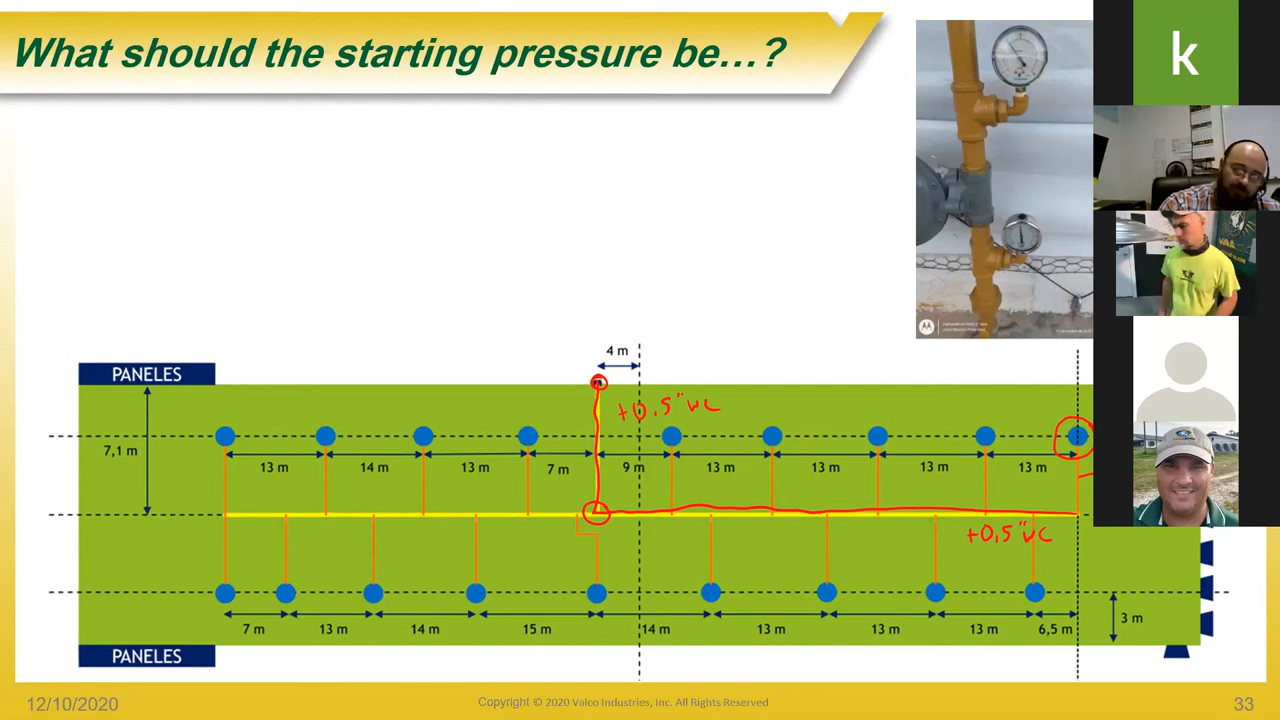 What should the starting pressure be…?
k
4 m
PANELES
+0.5" WC
7,1 m
13 m
14 m
13 m
7 m
9 m
13 m
13 m
13 m
13 m
+0.5" WC
7 m
13 m
14 m
15 m
14 m
13 m
13 m
13 m
6,5 m
3 m
PANELES
12/10/2020
Copyright © 2020 Valco Industries, Inc. All Rights Reserved
33